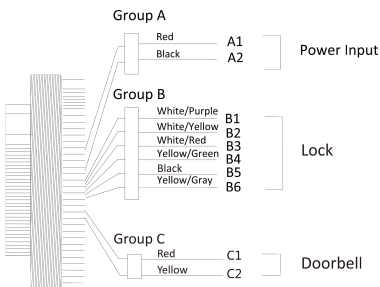 Group A
Red A1
Black A2
Power Input
Group B
White/Purple B1
White/Yellow B2
White/Red B3
Yellow/Green B4
Black B5
Yellow/Gray B6
Lock
Group C
Red C1
Yellow C2
Doorbell